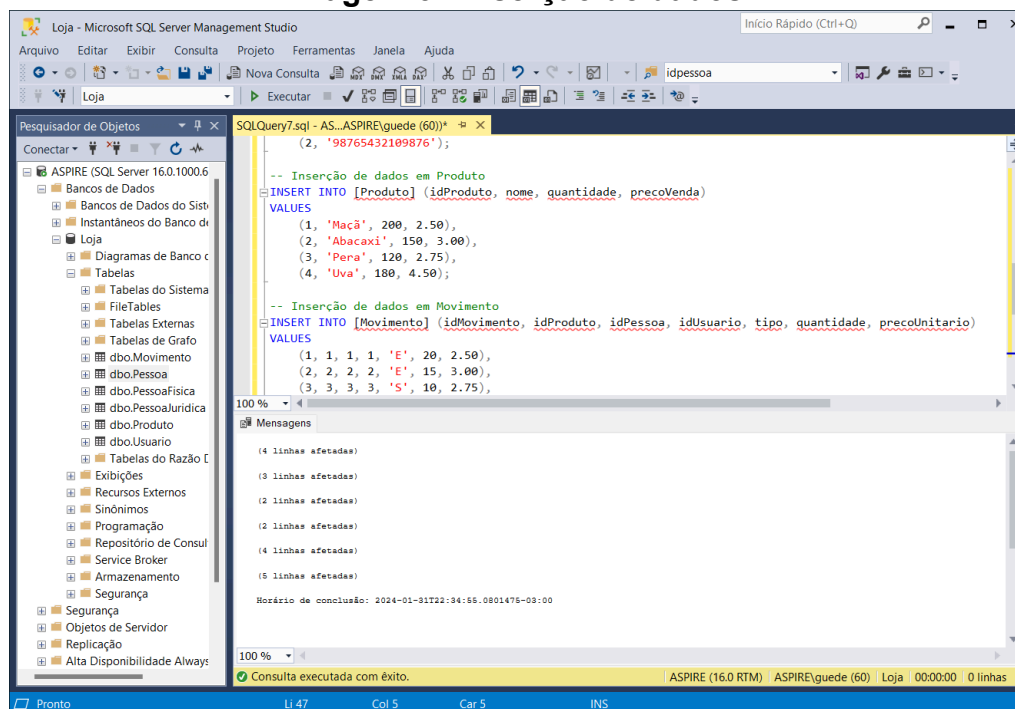 Loja - Microsoft SQL Server Management Studio
Início Rápido (Ctrl+Q)
Arquivo Editar Exibir Consulta Projeto Ferramentas Janela Ajuda
Nova Consulta idpessoa
Loja Executar
Pesquisador de Objetos
SQLQuery7.sql - AS...ASPIRE\guede (60))*
Conectar
ASPIRE (SQL Server 16.0.1000.6
Bancos de Dados
Bancos de Dados do Siste
Instantâneos do Banco de
Loja
Diagramas de Banco
Tabelas
Tabelas do Sistema
FileTables
Tabelas Externas
Tabelas de Grafo
dbo.Movimento
dbo.Pessoa
dbo.PessoaFisica
dbo.PessoaJuridica
dbo.Produto
dbo.Usuario
Tabelas do Razão
Exibições
Recursos Externos
Sinônimos
Programação
Repositório de Consul
Service Broker
Armazenamento
Segurança
Segurança
Objetos de Servidor
Replicação
Alta Disponibilidade Always
(2, '98765432109876');
-- Inserção de dados em Produto
INSERT INTO [Produto] (idProduto, nome, quantidade, precoVenda)
VALUES
(1, 'Maçã', 200, 2.50),
(2, 'Abacaxi', 150, 3.00),
(3, 'Pera', 120, 2.75),
(4, 'Uva', 180, 4.50);
-- Inserção de dados em Movimento
INSERT INTO [Movimento] (idMovimento, idProduto, idPessoa, idUsuario, tipo, quantidade, precoUnitario)
VALUES
(1, 1, 1, 1, 'E', 20, 2.50),
(2, 2, 2, 2, 'E', 15, 3.00),
(3, 3, 3, 3, 'S', 10, 2.75),
100 %
Mensagens
(4 linhas afetadas)
(3 linhas afetadas)
(2 linhas afetadas)
(2 linhas afetadas)
(4 linhas afetadas)
(5 linhas afetadas)
Horário de conclusão: 2024-01-31T22:34:55.0801475-03:00
100 %
Consulta executada com êxito.
ASPIRE (16.0 RTM) ASPIRE\guede (60) Loja 00:00:00 0 linhas
Pronto Li 47 Col 5 Car 5 INS